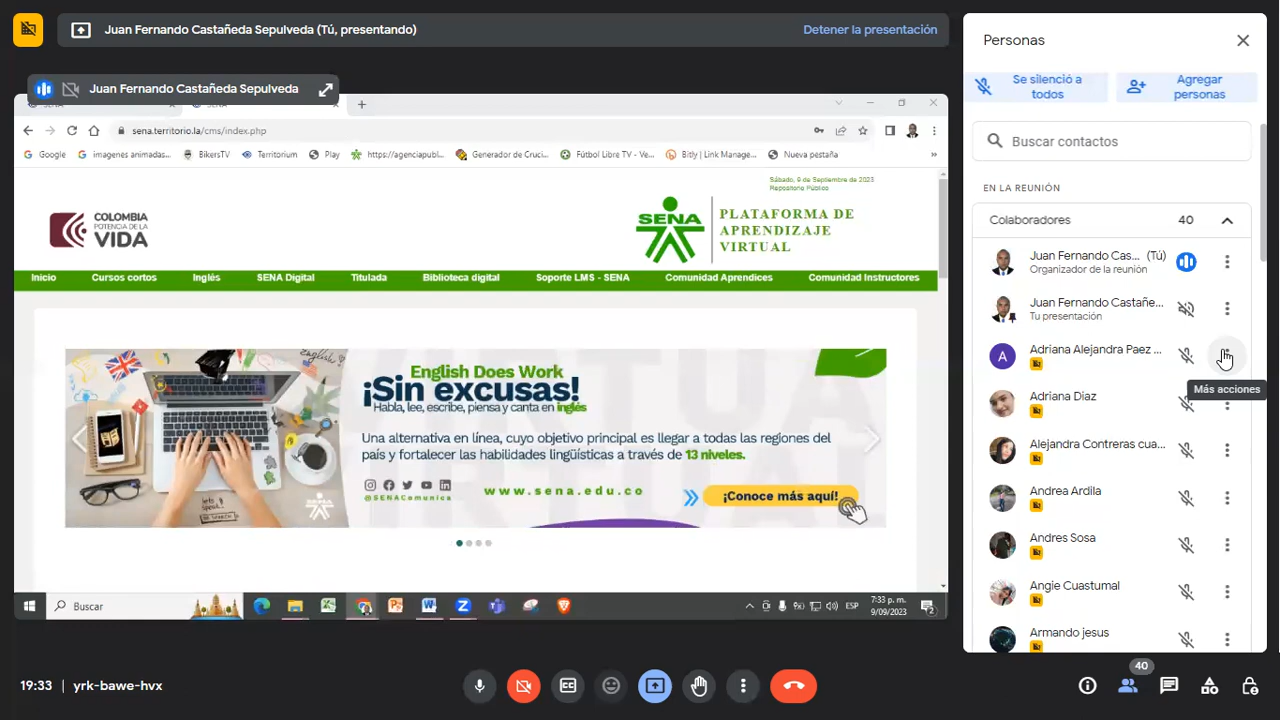 Juan Fernando Castañeda Sepulveda (Tú, presentando)
Detener la presentación
Juan Fernando Castañeda Sepulveda
sena.territorio.la/cms/index.php
Google
imagenes animadas...
BikersTV
Territorium
Play
https://agenciapubl...
Generador de Cruci...
Fútbol Libre TV - Ve...
Bitly | Link Manage...
Nueva pestaña
»
Sábado, 9 de Septiembre de 2023
Repositorio Público
COLOMBIA
POTENCIA DE LA
VIDA
SENA
PLATAFORMA DE
APRENDIZAJE
VIRTUAL
Inicio
Cursos cortos
Inglés
SENA Digital
Titulada
Biblioteca digital
Soporte LMS - SENA
Comunidad Aprendices
Comunidad Instructores
English Does Work
¡Sin excusas!
Habla, lee, escribe, piensa y canta en inglés
Una alternativa en línea, cuyo objetivo principal es llegar a todas las regiones del
país y fortalecer las habilidades lingüísticas a través de 13 niveles.
@SENAComunica
www.sena.edu.co
¡Conoce más aquí!
Buscar
ESP
7:33 p. m.
9/09/2023
2
Personas
Se silenció a
todos
Agregar
personas
Buscar contactos
EN LA REUNIÓN
Colaboradores
40
Juan Fernando Cas... (Tú)
Organizador de la reunión
Juan Fernando Castañe...
Tu presentación
A
Adriana Alejandra Paez ...
Más acciones
Adriana Diaz
Alejandra Contreras cua...
Andrea Ardila
Andres Sosa
Angie Cuastumal
Armando jesus
19:33 | yrk-bawe-hvx
40